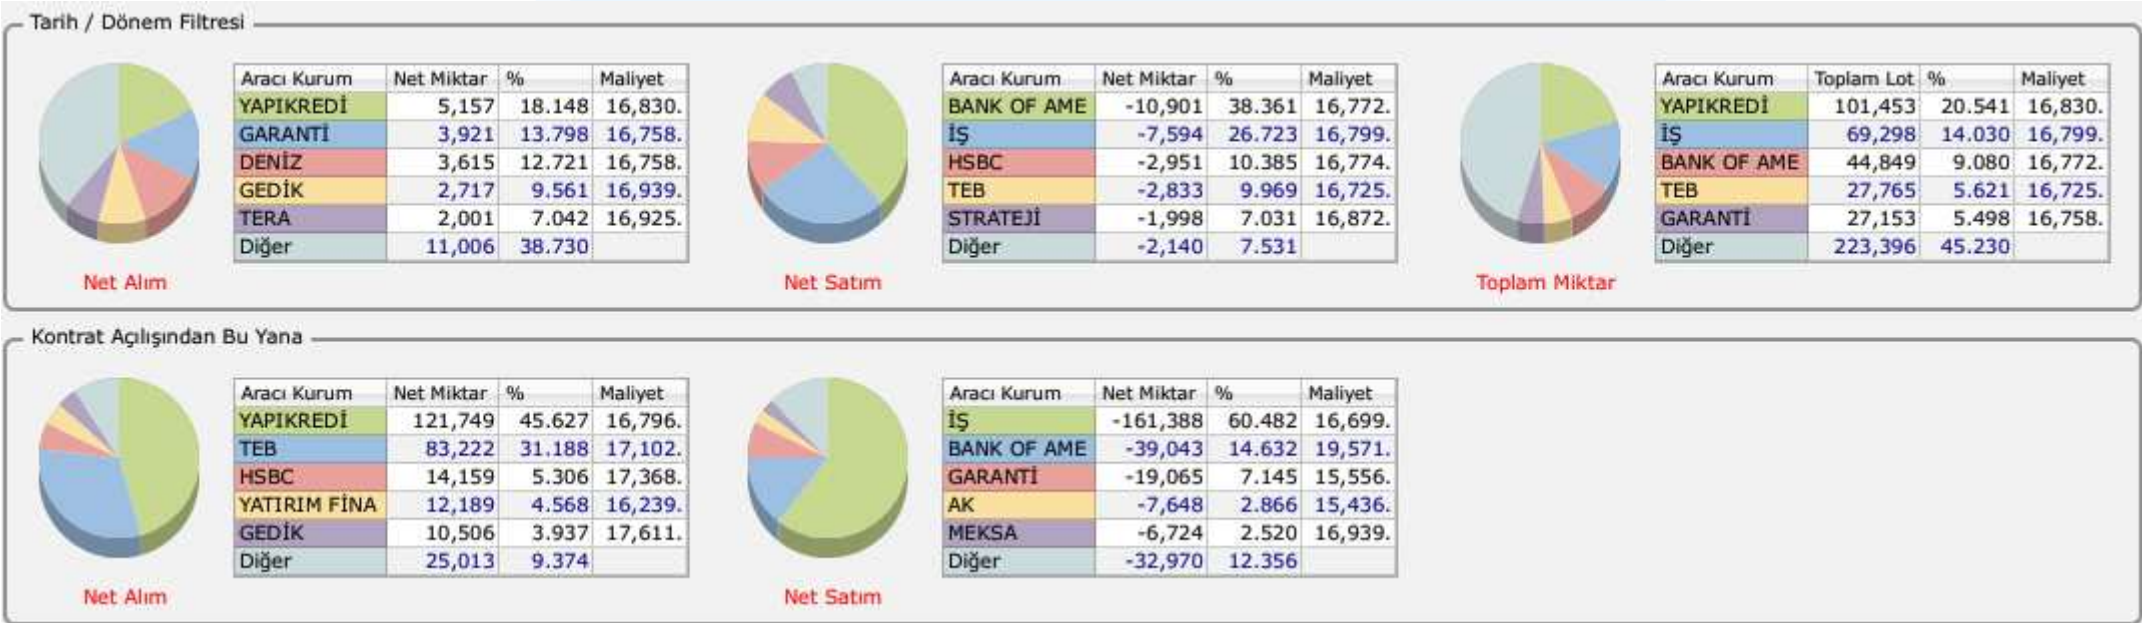 Tarih / Dönem Filtresi
Aracı Kurum Net Miktar % Maliyet
YAPIKREDİ 5,157 18.148 16,830.
GARANTİ 3,921 13.798 16,758.
DENİZ 3,615 12.721 16,758.
GEDİK 2,717 9.561 16,939.
TERA 2,001 7.042 16,925.
Diğer 11,006 38.730
Net Alım
Aracı Kurum Net Miktar % Maliyet
BANK OF AME -10,901 38.361 16,772.
İŞ -7,594 26.723 16,799.
HSBC -2,951 10.385 16,774.
TEB -2,833 9.969 16,725.
STRATEJİ -1,998 7.031 16,872.
Diğer -2,140 7.531
Net Satım
Aracı Kurum Toplam Lot % Maliyet
YAPIKREDİ 101,453 20.541 16,830.
İŞ 69,298 14.030 16,799.
BANK OF AME 44,849 9.080 16,772.
TEB 27,765 5.621 16,725.
GARANTİ 27,153 5.498 16,758.
Diğer 223,396 45.230
Toplam Miktar
Kontrat Açılışından Bu Yana
Aracı Kurum Net Miktar % Maliyet
YAPIKREDİ 121,749 45.627 16,796.
TEB 83,222 31.188 17,102.
HSBC 14,159 5.306 17,368.
YATIRIM FİNA 12,189 4.568 16,239.
GEDİK 10,506 3.937 17,611.
Diğer 25,013 9.374
Net Alım
Aracı Kurum Net Miktar % Maliyet
İŞ -161,388 60.482 16,699.
BANK OF AME -39,043 14.632 19,571.
GARANTİ -19,065 7.145 15,556.
AK -7,648 2.866 15,436.
MEKSA -6,724 2.520 16,939.
Diğer -32,970 12.356
Net Satım